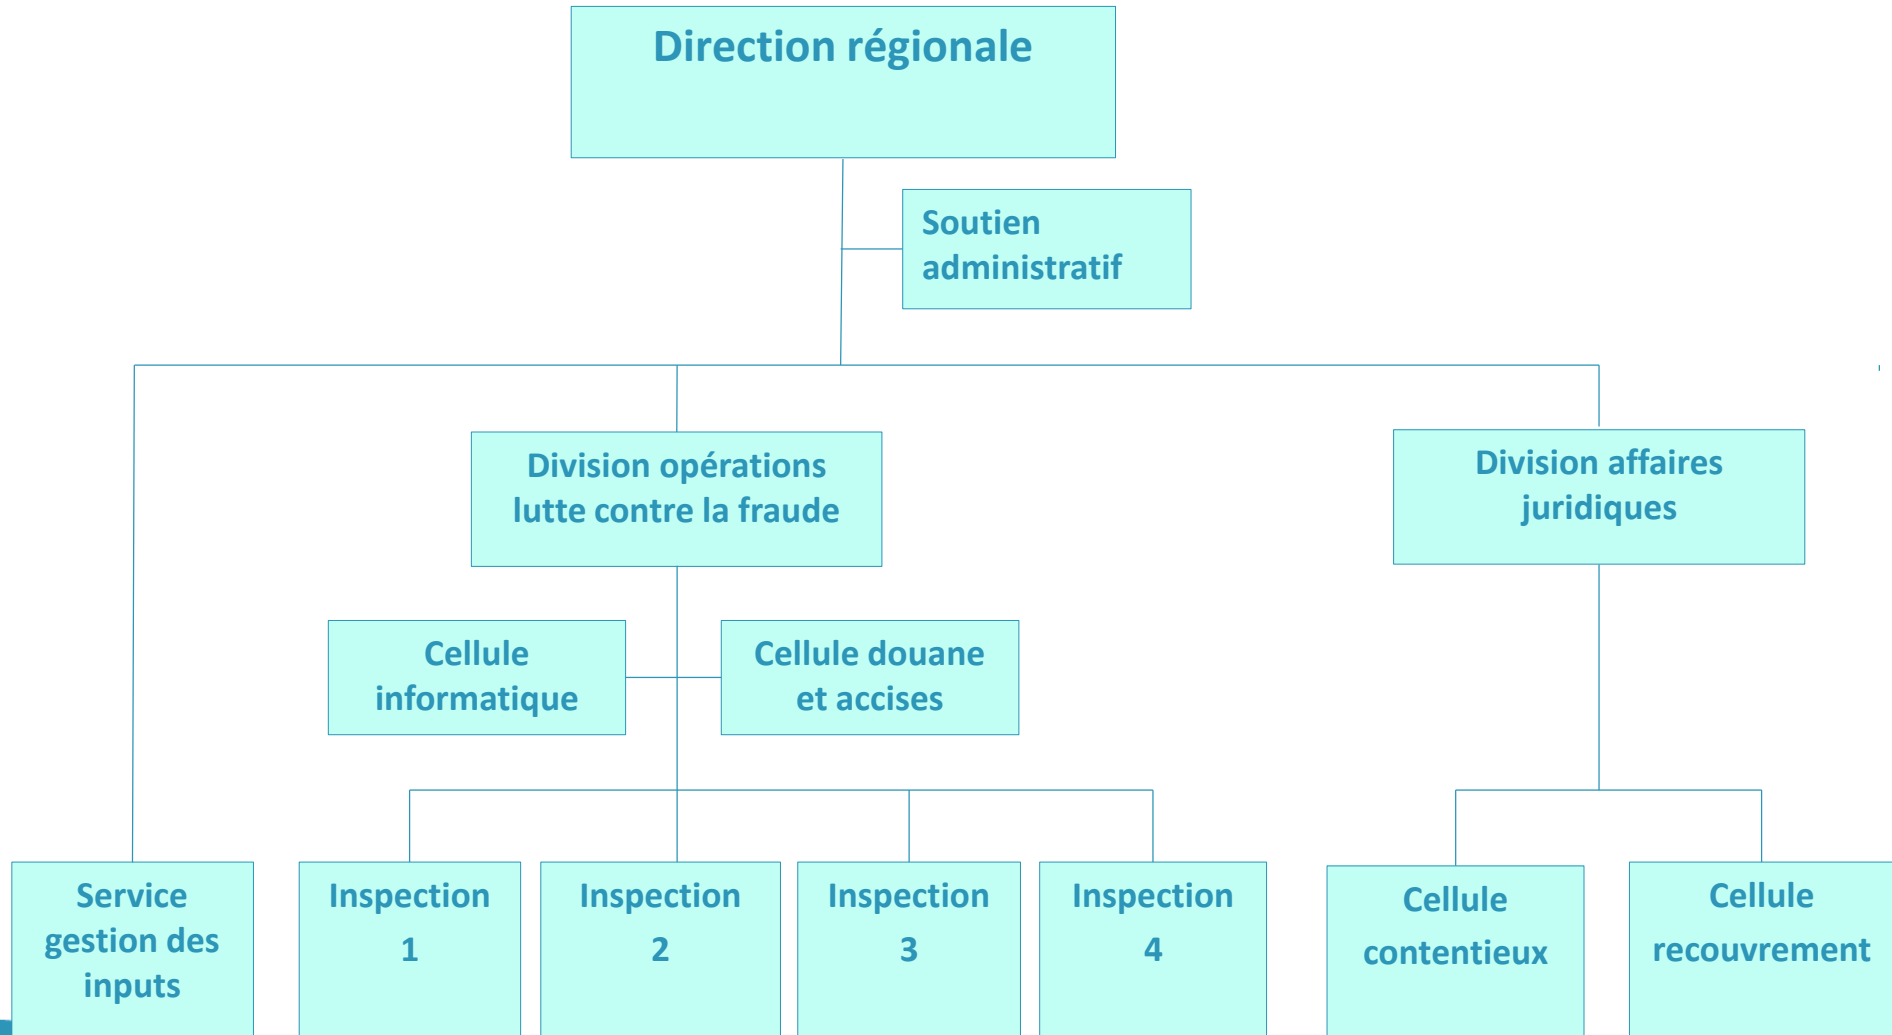 Direction régionale
Soutien
administratif
Division opérations
lutte contre la fraude
Division affaires
juridiques
Cellule
informatique
Cellule douane
et accises
Service
gestion des
inputs
Inspection
1
Inspection
2
Inspection
3
Inspection
4
Cellule
contentieux
Cellule
recouvrement